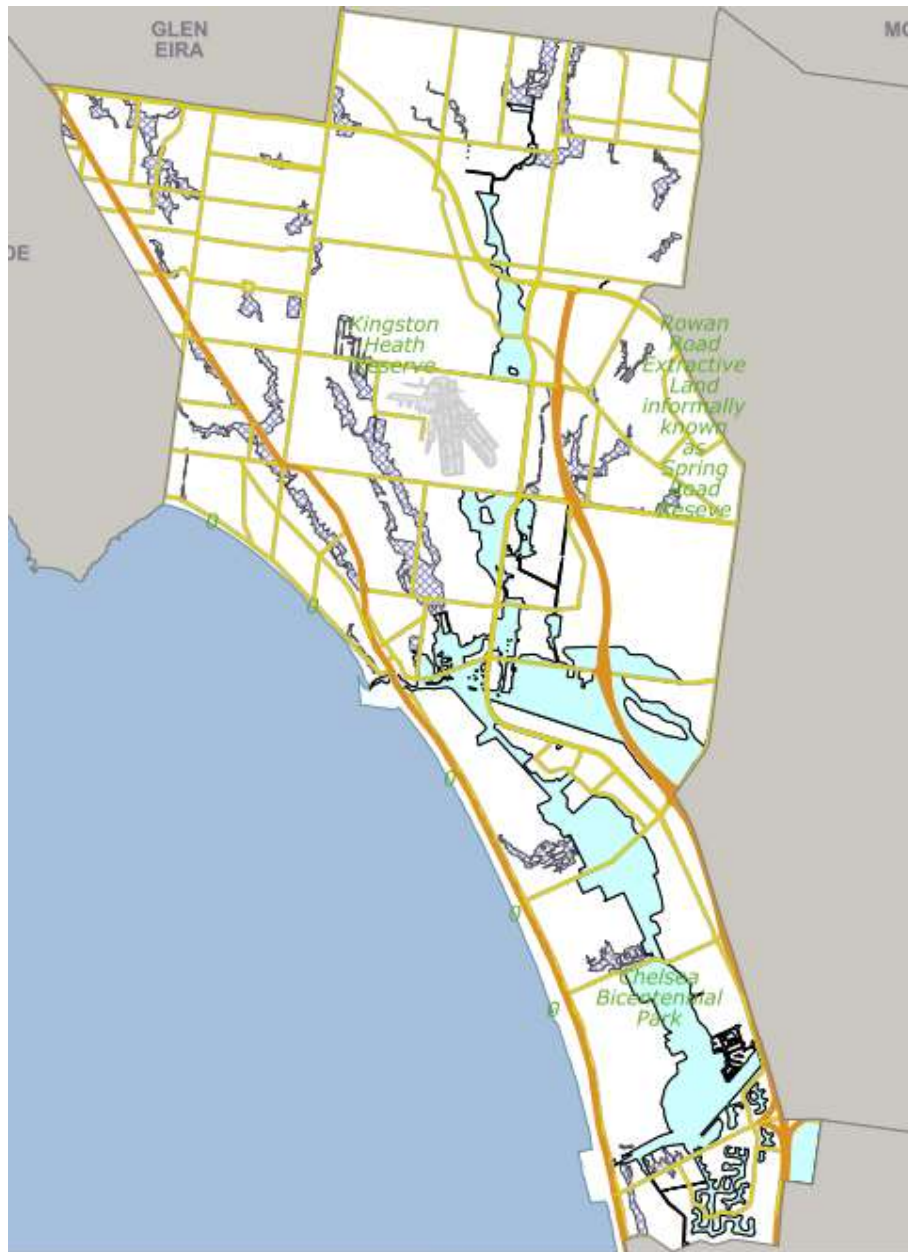 GLEN
EIRA
MO
DE
Kingston
Heath
Reserve
Rowan
Road
Extractive
Land
informally
known
as
Spring
Road
Reseve
0
0
0
0
0
Chelsea
Bicentennial
Park